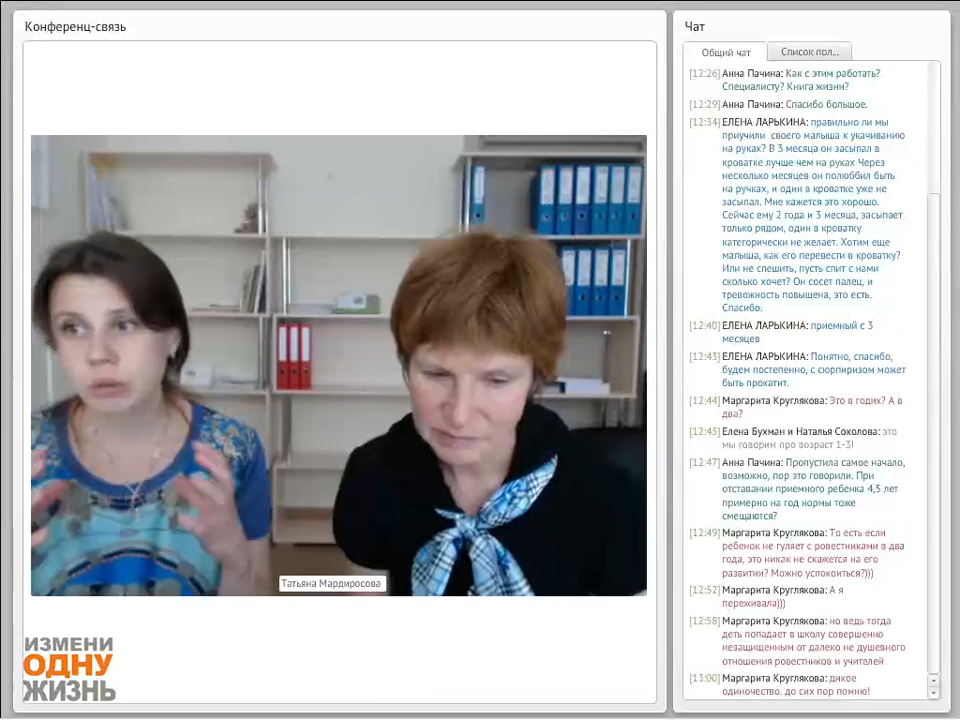 Конференц-связь
Татьяна Мардиросова
ИЗМЕНИ
ОДНУ
ЖИЗНЬ
Чат
Общий чат
Список пол...
[12:26] Анна Пачина: Как с этим работать?
Специалисту? Книга жизни?
[12:29] Анна Пачина: Спасибо большое.
[12:34] ЕЛЕНА ЛАРЬКИНА: правильно ли мы
приучили своего малыша к укачиванию
на руках? В 3 месяца он засыпал в
кроватке лучше чем на руках Через
несколько месяцев он полюббил быть
на ручках, и один в кроватке уже не
засыпал. Мне кажется это хорошо.
Сейчас ему 2 года и 3 месяца, засыпает
только рядом, один в кроватку
категорически не желает. Хотим еще
малыша, как его перевести в кроватку?
Или не спешить, пусть спит с нами
сколько хочет? Он сосет палец, и
тревожность повышена, это есть.
Спасибо.
[12:40] ЕЛЕНА ЛАРЬКИНА: приемный с 3
месяцев
[12:43] ЕЛЕНА ЛАРЬКИНА: Понятно, спасибо,
будем постепенно, с сюрпиризом может
быть прокатит.
[12:44] Маргарита Круглякова: Это в годих? А в
два?
[12:45] Елена Бухман и Наталья Соколова: это
мы говорим про возраст 1-3!
[12:47] Анна Пачина: Пропустила самое начало,
возможно, пор это говорили. При
отставании приемного ребенка 4,5 лет
примерно на год нормы тоже
смещаются?
[12:49] Маргарита Круглякова: То есть если
ребенок не гуляет с ровестниками в два
года, это никак не скажется на его
развитии? Можно успокоиться?)))
[12:52] Маргарита Круглякова: А я
переживала)))
[12:58] Маргарита Круглякова: но ведь тогда
деть попадает в школу совершенно
незащищенным от далеко не душевного
отношения ровестников и учителей
[13:00] Маргарита Круглякова: дикое
одиночество. до сих пор помню!